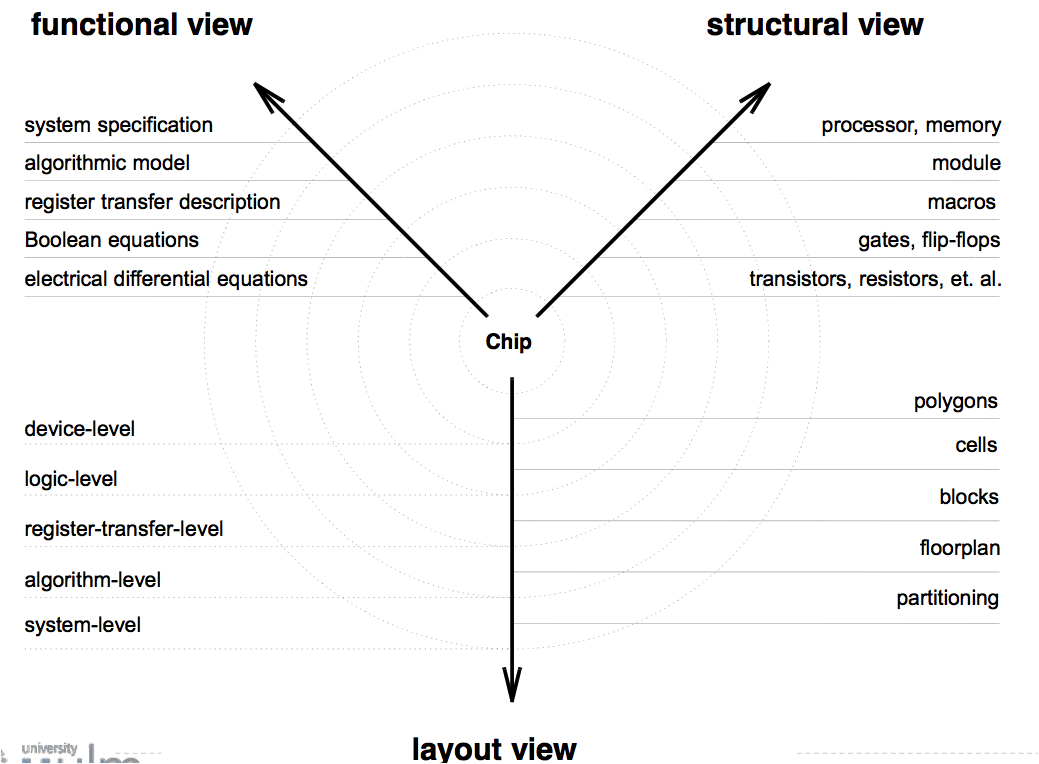 functional view
structural view
system specification
processor, memory
algorithmic model
module
register transfer description
macros
Boolean equations
gates, flip-flops
electrical differential equations
transistors, resistors, et. al.
Chip
polygons
device-level
cells
logic-level
blocks
register-transfer-level
floorplan
algorithm-level
partitioning
system-level
layout view
university